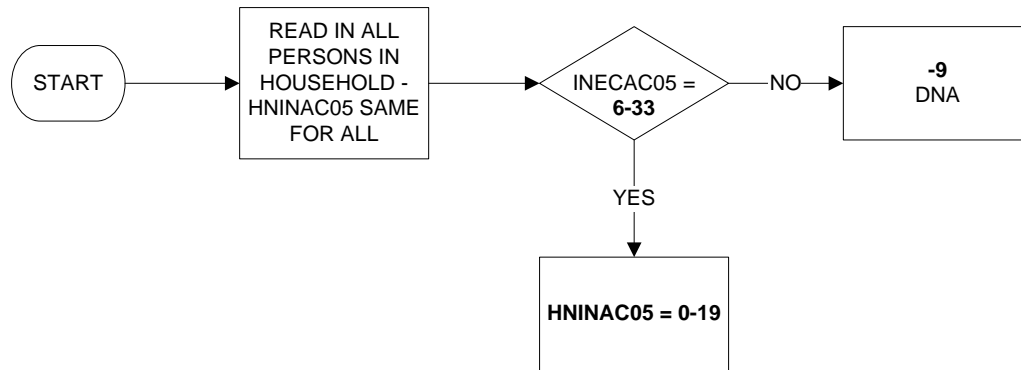 START
READ IN ALL
PERSONS IN
HOUSEHOLD -
HNINAC05 SAME
FOR ALL
INECAC05 =
6-33
NO
-9
DNA
YES
HNINAC05 = 0-19